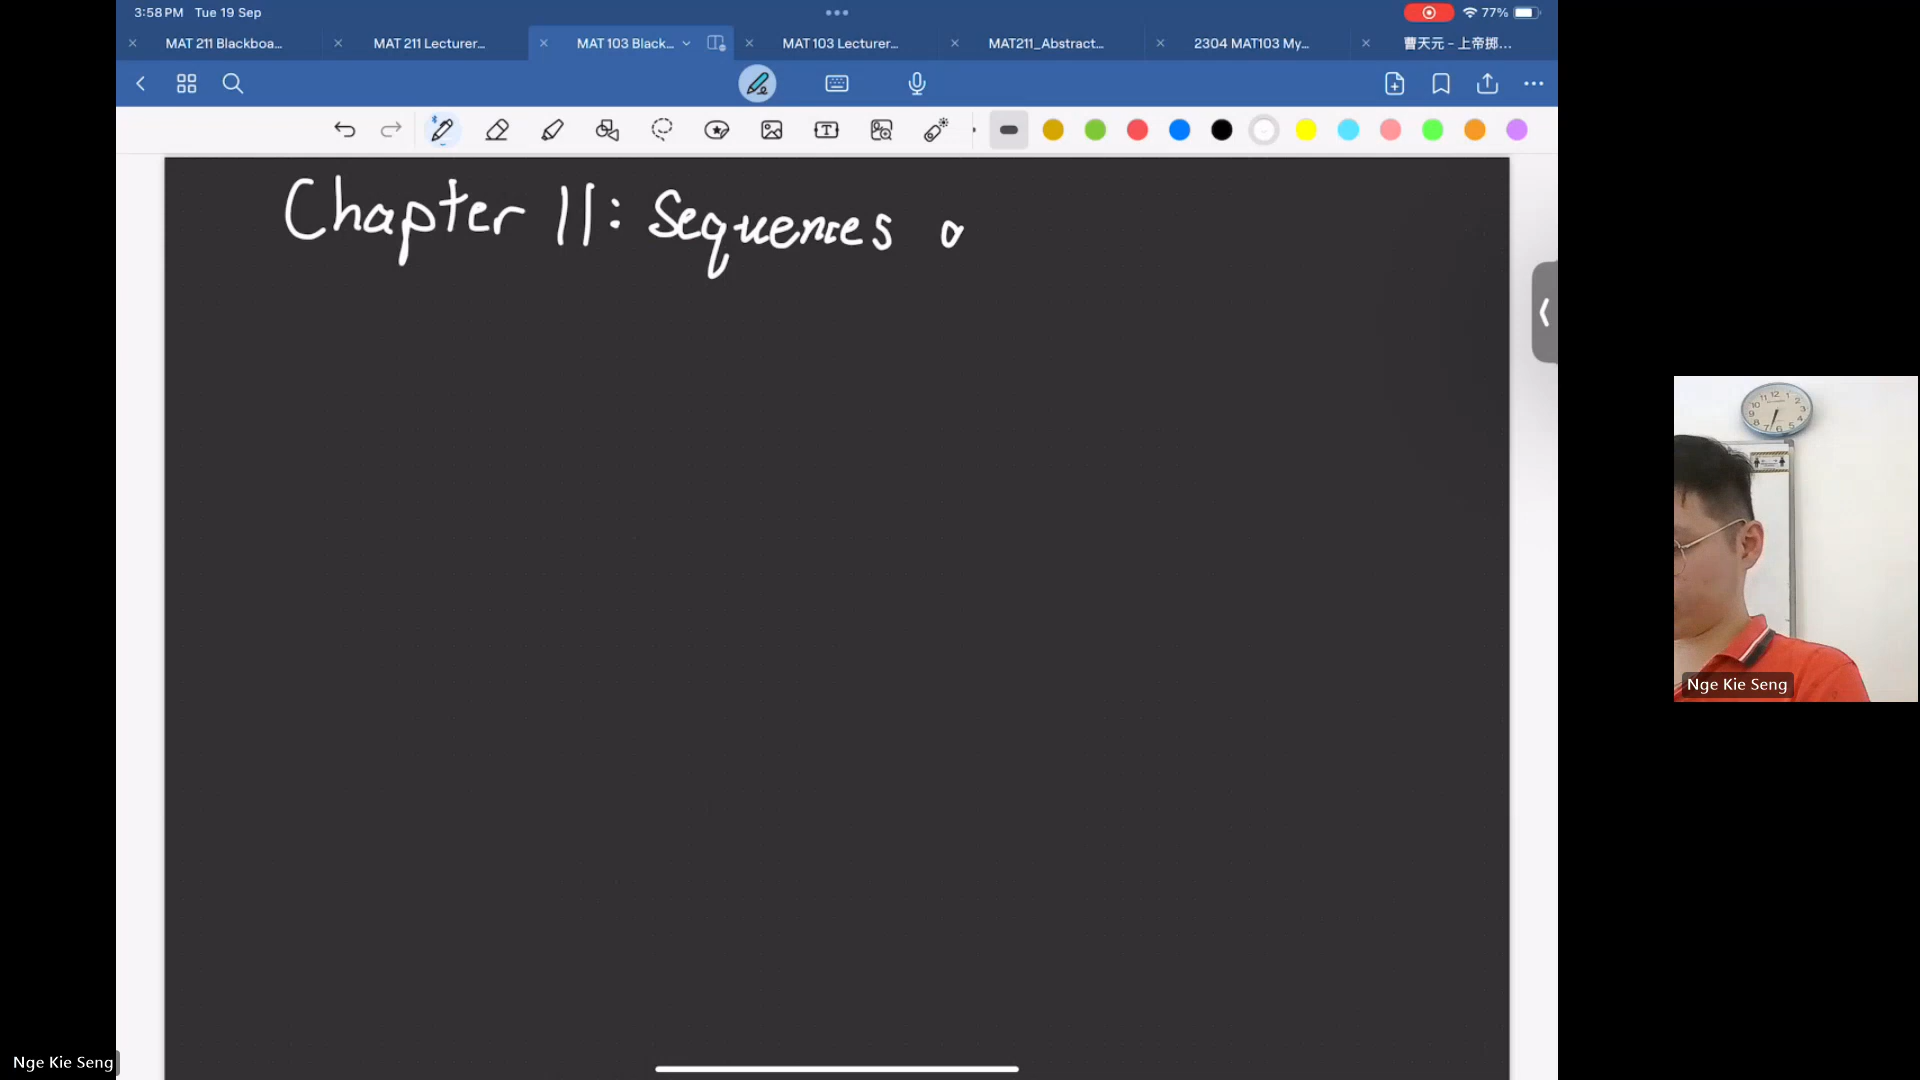 3:58 PM Tue 19 Sep 77%
MAT 211 Blackboa... MAT 211 Lecturer... MAT 103 Black... MAT 103 Lecturer... MAT211_Abstract... 2304 MAT103 My... 曹天元 - 上帝掷...
Chapter 11: Sequences a
Nge Kie Seng
Nge Kie Seng